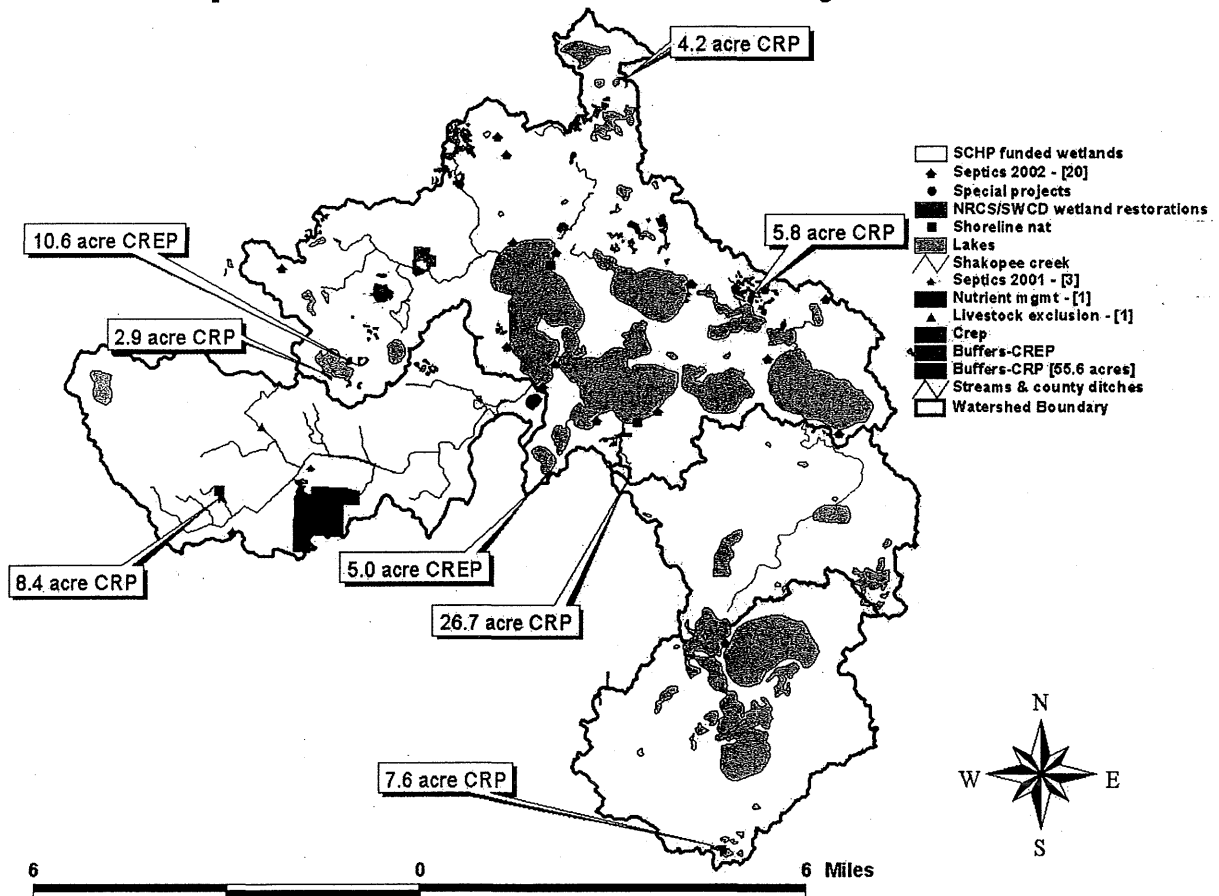 4.2 acre CRP
SCHP funded wetlands
Septics 2002 - [20]
Special projects
NRCS/SWCD wetland restorations
Shoreline nat
Lakes
Shakopee creek
Septics 2001 - [3]
Nutrient mgmt - [1]
Livestock exclusion - [1]
Crep
Buffers-CREP
Buffers-CRP [55.6 acres]
Streams & county ditches
Watershed Boundary
10.6 acre CREP
5.8 acre CRP
2.9 acre CRP
8.4 acre CRP
5.0 acre CREP
26.7 acre CRP
7.6 acre CRP
N
W E
S
6 0 6 Miles